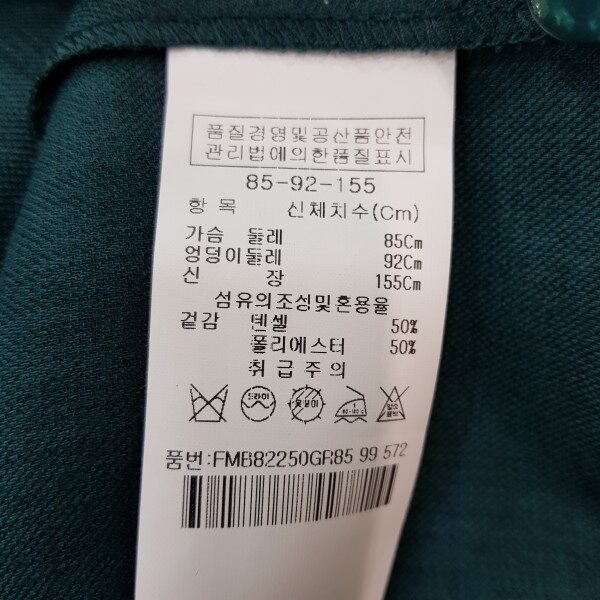 품질경영및공산품안전
관리법에의한품질표시
85-92-155
항 목 신체치수(Cm)
가슴 둘레 85Cm
엉덩이둘레 92Cm
신 장 155Cm
섬유의조성및혼용율
겉감 텐셀 50%
폴리에스터 50%
취급주의
드라이
품번:FMB82250GR85 99 572